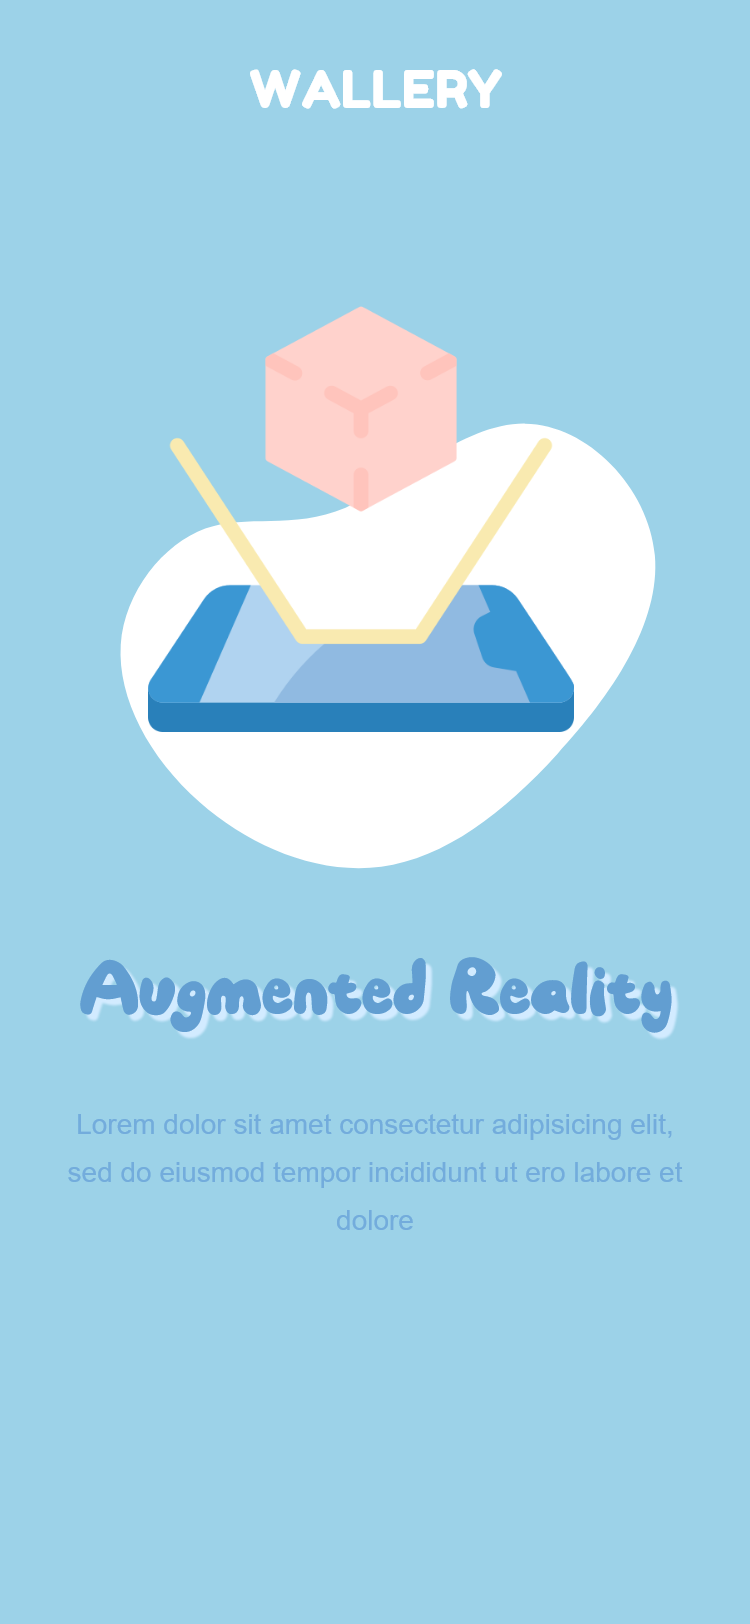 WALLERY
Augmented Reality
Lorem dolor sit amet consectetur adipisicing elit,
sed do eiusmod tempor incididunt ut ero labore et
dolore